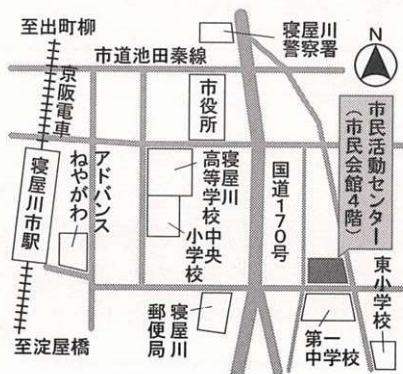 至出町柳
京阪電車
寝屋川市駅
至淀屋橋
市道池田秦線
寝屋川
警察署
N
市役所
アドバンス
ねやがわ
寝屋川
高等学校
中央
小学校
寝屋川
郵便局
国道170号
市民活動センター
(市民会館4階)
第一
中学校
東小学校